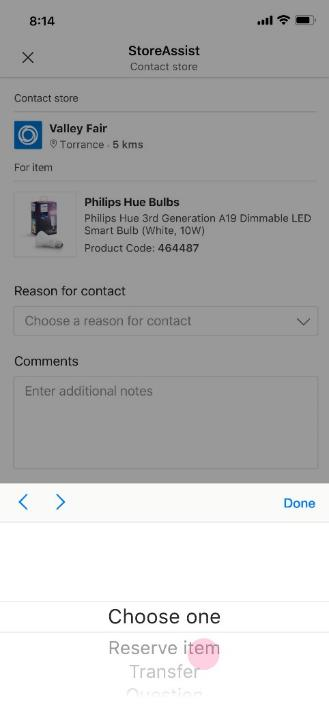 8:14
StoreAssist
Contact store
Contact store
Valley Fair
Torrance · 5 kms
For item
Philips Hue Bulbs
Philips Hue 3rd Generation A19 Dimmable LED
Smart Bulb (White, 10W)
Product Code: 464487
Reason for contact
Choose a reason for contact
Comments
Enter additional notes
Done
Choose one
Reserve item
Transfer
Question